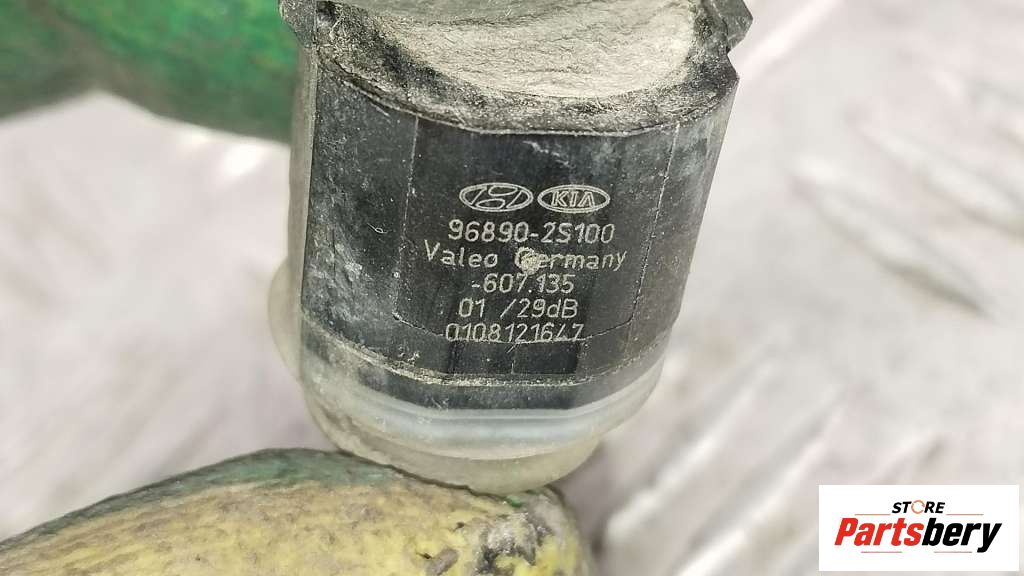 KIA
96890-2S100
Valeo Germany
-607.135
01 /29dB
0108121647
STORE
Partsbery